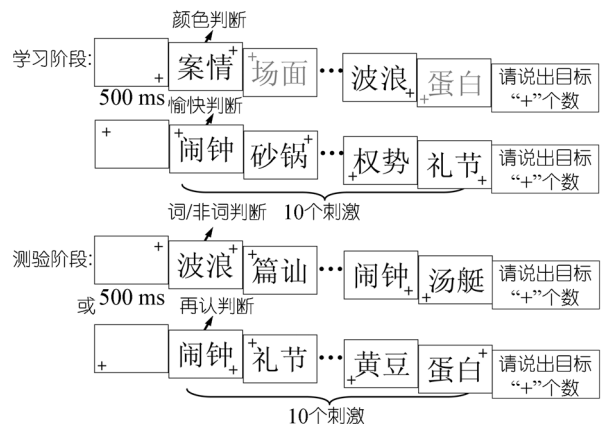 颜色判断
学习阶段:
+ 案情 + + 场面 ••• 波浪 + + 蛋白 请说出目标
“+”个数
500 ms 愉快判断
+ + 闹钟 砂锅 + ••• + 权势 礼节 + 请说出目标
“+”个数
10个刺激
词/非词判断
测验阶段:
+ 波浪 + + 篇讪 ••• 闹钟 + + 汤艇 请说出目标
“+”个数
或 500 ms 再认判断
+ 闹钟 + + 礼节 ••• + 黄豆 蛋白 + 请说出目标
“+”个数
10个刺激